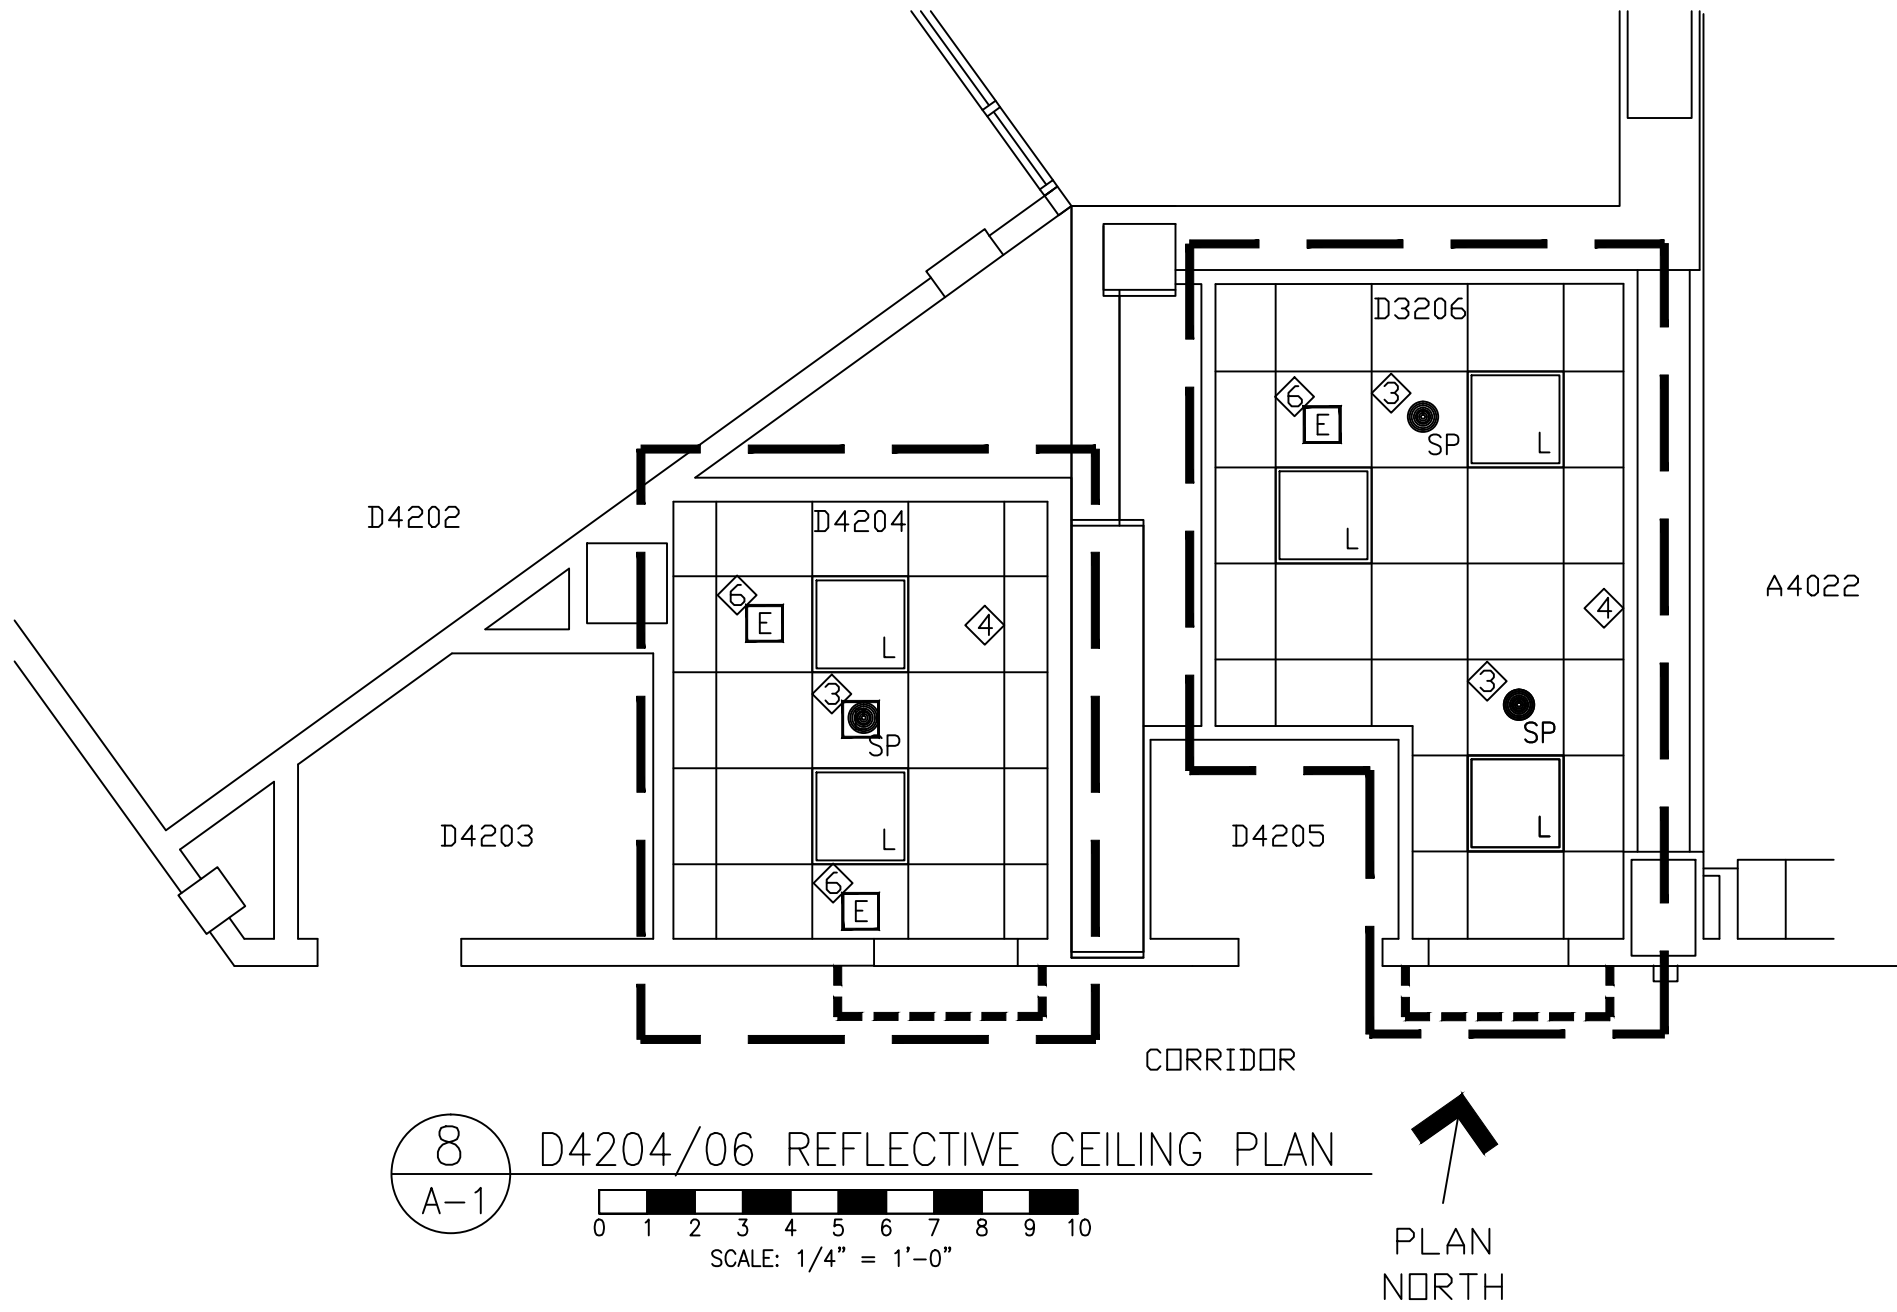 D3206
6
3
E
SP
L
L
D4202
D4204
A4022
6
E
4
4
L
3
3
SP
SP
D4203
L
D4205
L
6
E
CORRIDOR
8
A-1
D4204/06 REFLECTIVE CEILING PLAN
0 1 2 3 4 5 6 7 8 9 10
SCALE: 1/4" = 1'-0"
PLAN
NORTH